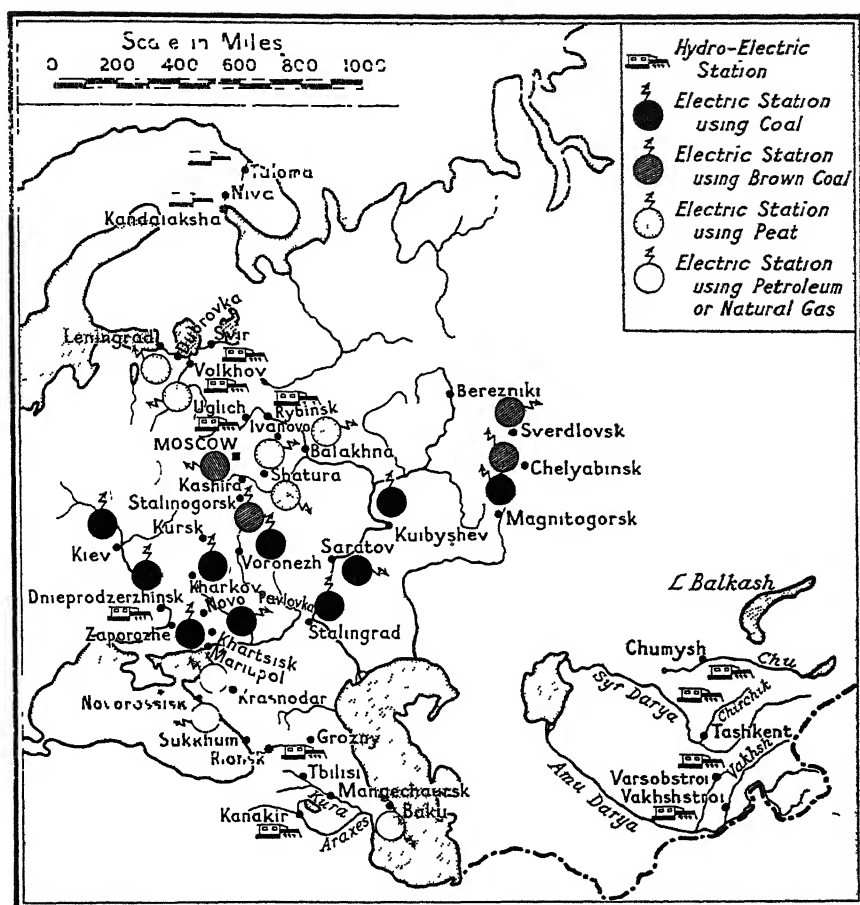 Scale in Miles
0 200 400 600 800 1000
Hydro-Electric
Station
Electric Station
using Coal
Electric Station
using Brown Coal
Electric Station
using Peat
Electric Station
using Petroleum
or Natural Gas
Tuloma
Niva
Kandalaksha
Leningrad
Dubrovka
Svir
Volkhov
Uglich
Rybinsk
Ivanovo
MOSCOW
Balakhna
Shatura
Kashira
Stalinogorsk
Berezniki
Sverdlovsk
Chelyabinsk
Magnitogorsk
Kuibyshev
Kursk
Kiev
Voronezh
Saratov
Kharkov
Dnieprodzerzhinsk
Novo
Pavlovka
Stalingrad
Zaporozhe
Khartsisk
Mariupol
L Balkash
Chumysh
Chu
Syr Darya
Chirchik
Tashkent
Novorossisk
Krasnodar
Sukkhum
Grozny
Rionsk
Tbilisi
Mangechaursk
Kura
Baku
Kanakir
Araxes
Amu Darya
Varsobstroi
Vakhsh
Vakhshstroi